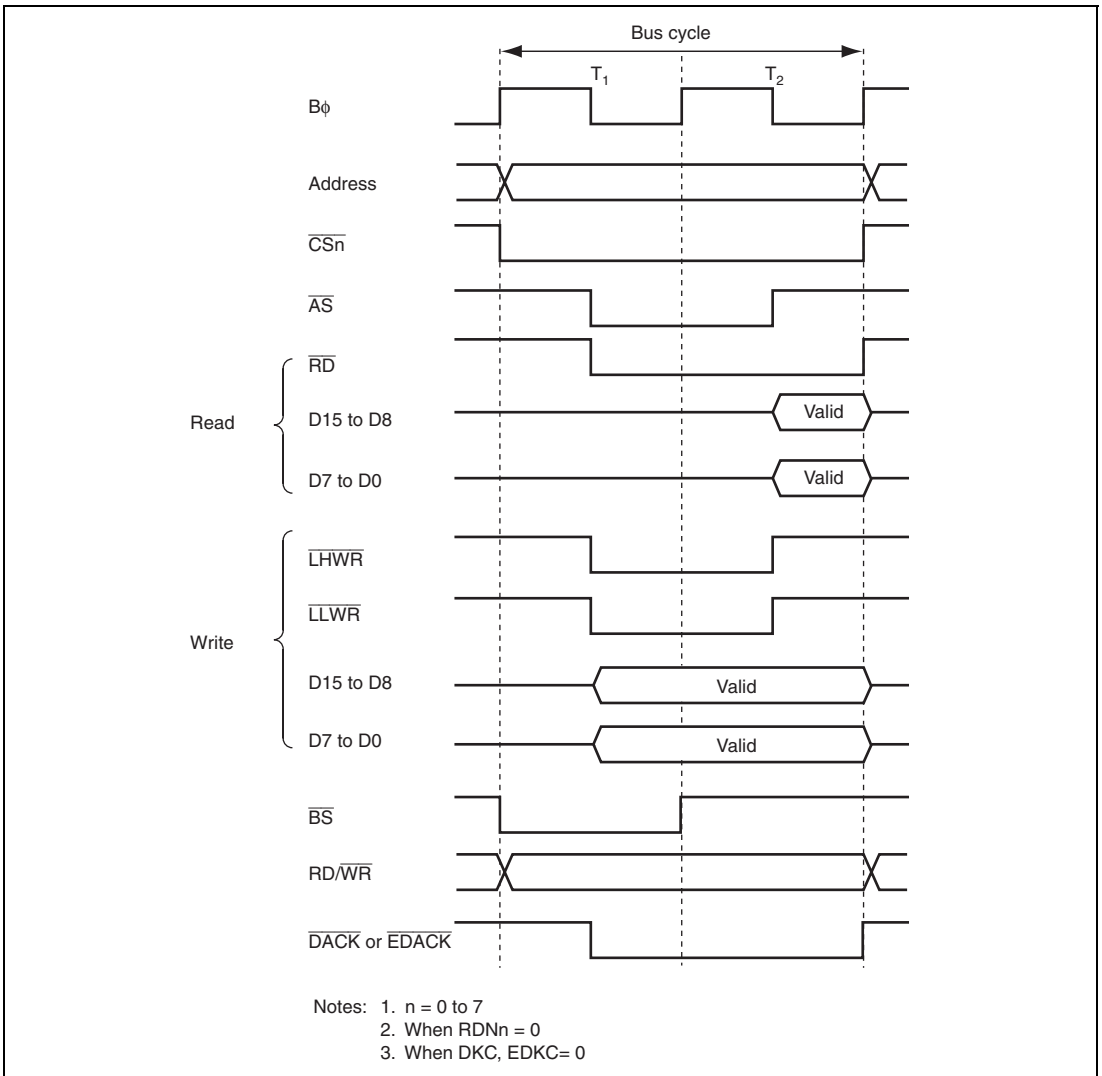 Bus cycle
T1 T2
Bφ
Address
CSn
AS
RD
Read
D15 to D8 Valid
D7 to D0 Valid
LHWR
LLWR
Write
D15 to D8 Valid
D7 to D0 Valid
BS
RD/WR
DACK or EDACK
Notes: 1. n = 0 to 7
2. When RDNn = 0
3. When DKC, EDKC= 0